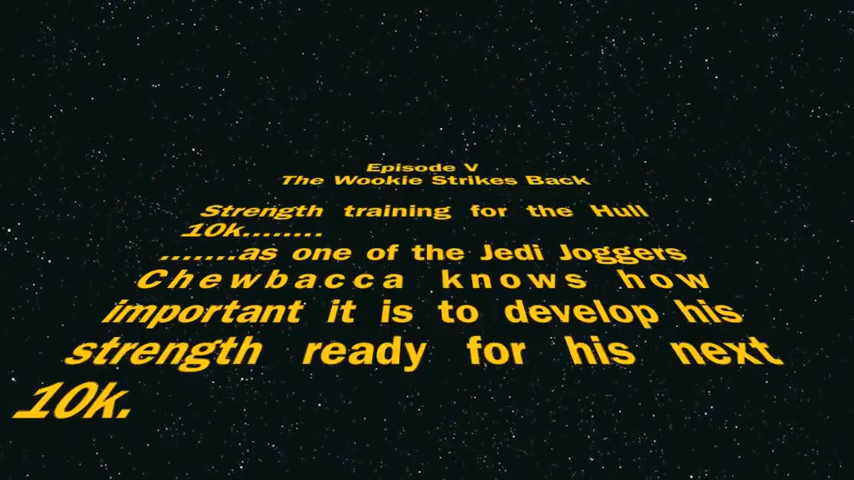 Episode V
The Wookie Strikes Back
Strength training for the Hull
10k........
.......as one of the Jedi Joggers
Chewbacca knows how
important it is to develop his
strength ready for his next
10k.